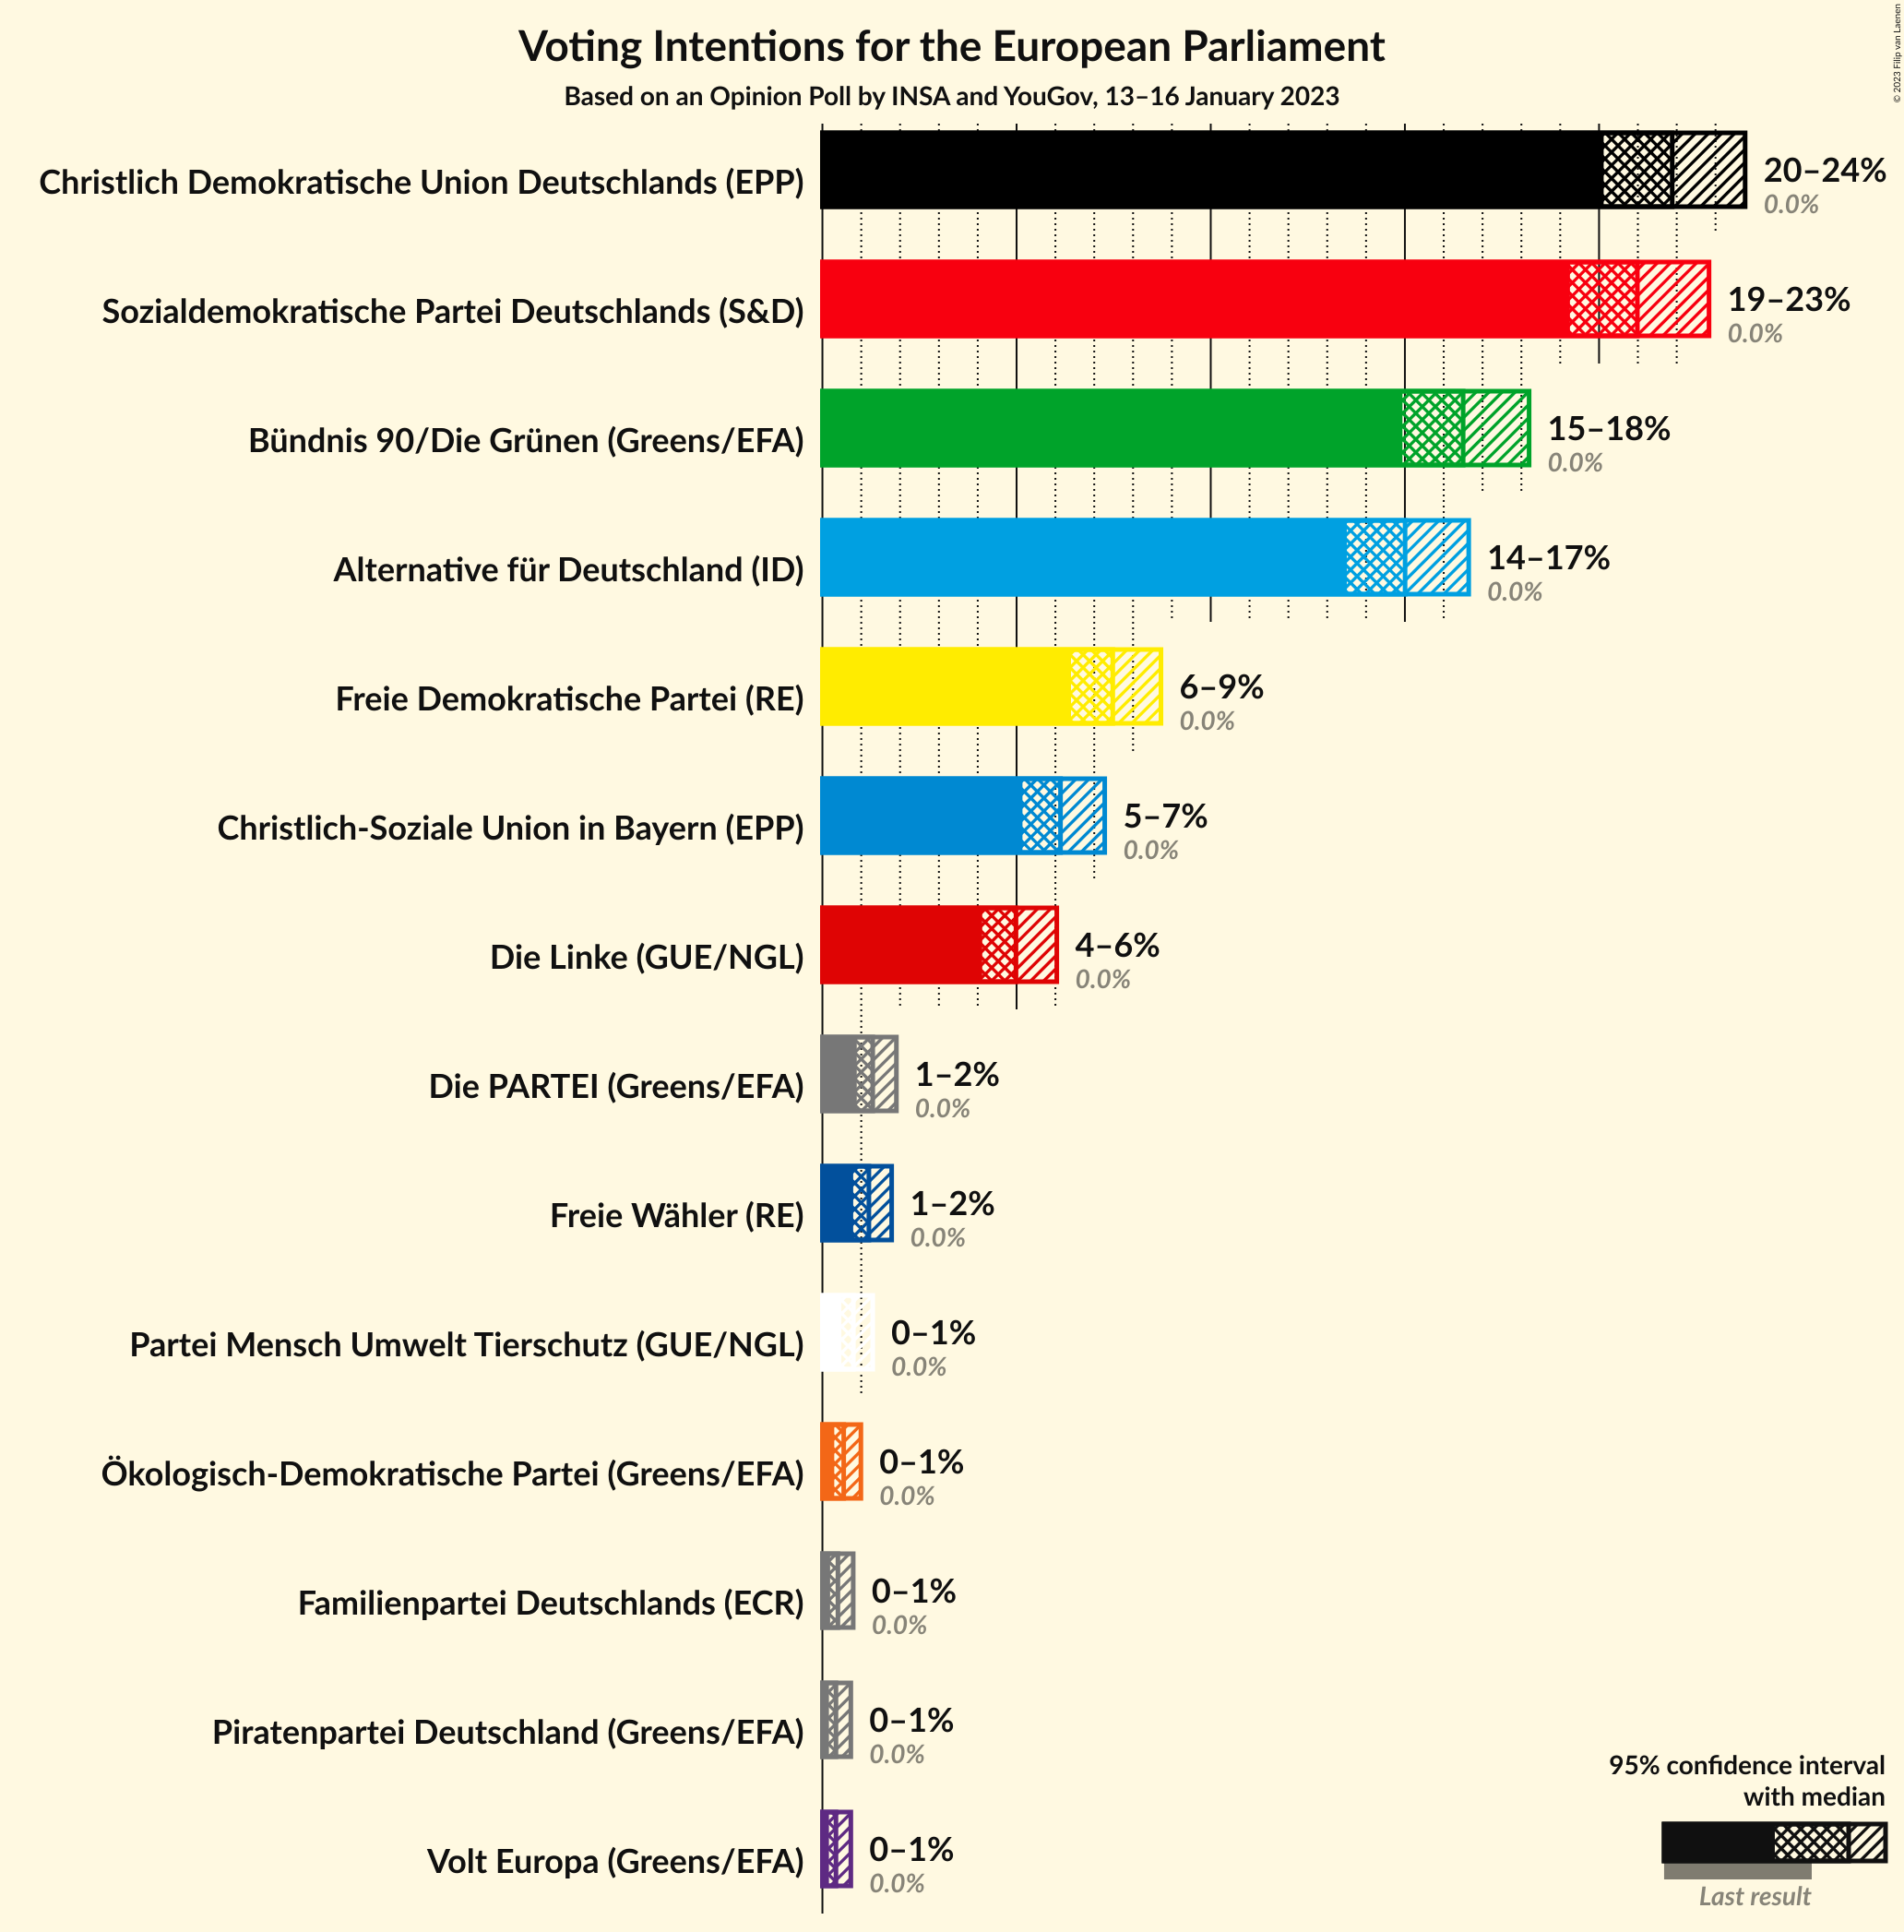 Voting Intentions for the European Parliament
Based on an Opinion Poll by INSA and YouGov, 13–16 January 2023
© 2023 Filip van Laenen
Christlich Demokratische Union Deutschlands (EPP)
20–24%
0.0%
Sozialdemokratische Partei Deutschlands (S&D)
19–23%
0.0%
Bündnis 90/Die Grünen (Greens/EFA)
15–18%
0.0%
Alternative für Deutschland (ID)
14–17%
0.0%
Freie Demokratische Partei (RE)
6–9%
0.0%
Christlich-Soziale Union in Bayern (EPP)
5–7%
0.0%
Die Linke (GUE/NGL)
4–6%
0.0%
Die PARTEI (Greens/EFA)
1–2%
0.0%
Freie Wähler (RE)
1–2%
0.0%
Partei Mensch Umwelt Tierschutz (GUE/NGL)
0–1%
0.0%
Ökologisch-Demokratische Partei (Greens/EFA)
0–1%
0.0%
Familienpartei Deutschlands (ECR)
0–1%
0.0%
Piratenpartei Deutschland (Greens/EFA)
0–1%
0.0%
Volt Europa (Greens/EFA)
0–1%
0.0%
95% confidence interval
with median
Last result